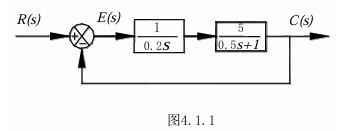 R(s) E(s) 1 5 C(s)
+ − 0.2s 0.5s+1
图4.1.1